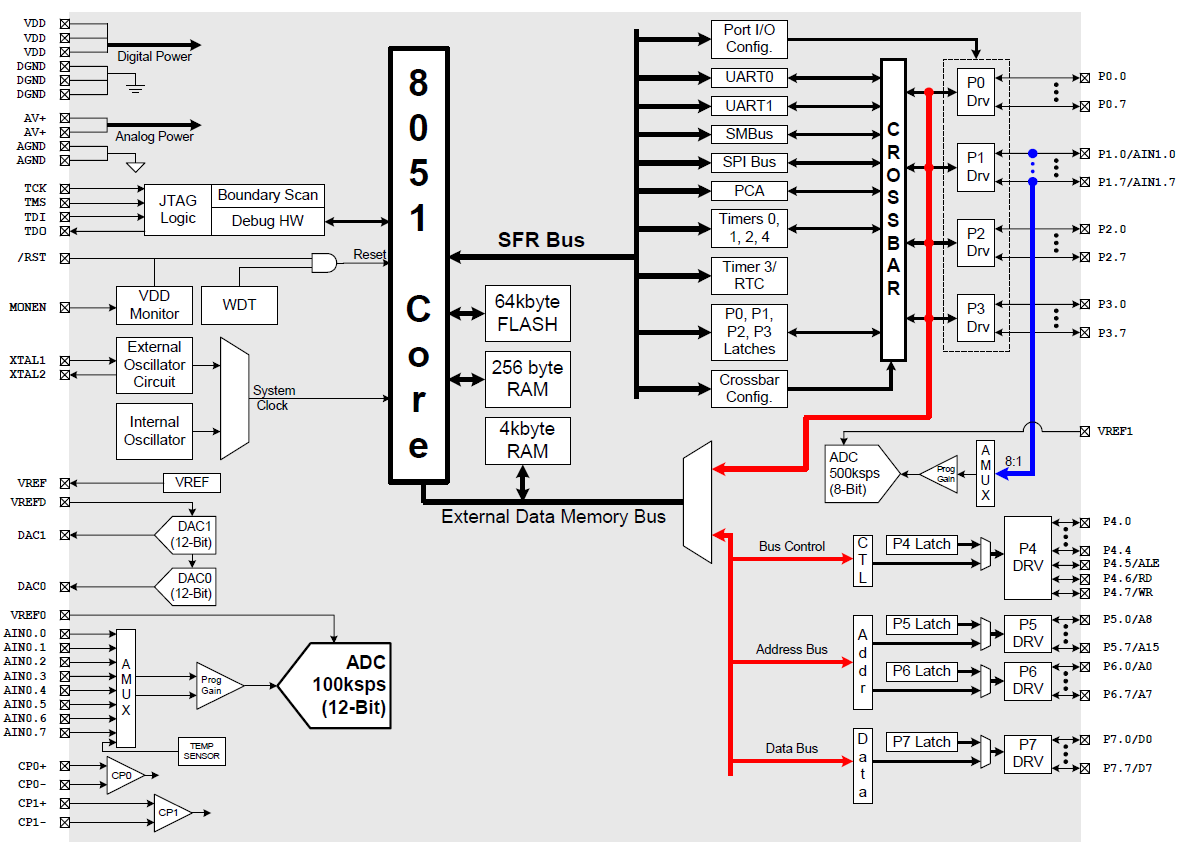 VDD
VDD
VDD
DGND
DGND
DGND
Digital Power
AV+
AV+
AGND
AGND
Analog Power
TCK
TMS
TDI
TDO
JTAG
Logic
Boundary Scan
Debug HW
/RST
Reset
MONEN
VDD
Monitor
WDT
XTAL1
XTAL2
External
Oscillator
Circuit
Internal
Oscillator
System
Clock
VREF
VREF
VREFD
DAC1
DAC1
(12-Bit)
DAC0
DAC0
(12-Bit)
VREF0
AIN0.0
AIN0.1
AIN0.2
AIN0.3
AIN0.4
AIN0.5
AIN0.6
AIN0.7
A
M
U
X
Prog
Gain
ADC
100ksps
(12-Bit)
TEMP
SENSOR
CP0+
CP0-
CP0
CP1+
CP1-
CP1
8
0
5
1
C
o
r
e
64kbyte
FLASH
256 byte
RAM
4kbyte
RAM
SFR Bus
External Data Memory Bus
Port I/O
Config.
UART0
UART1
SMBus
SPI Bus
PCA
Timers 0,
1, 2, 4
Timer 3/
RTC
P0, P1,
P2, P3
Latches
Crossbar
Config.
C
R
O
S
S
B
A
R
P0
Drv
P1
Drv
P2
Drv
P3
Drv
P0.0
P0.7
P1.0/AIN1.0
P1.7/AIN1.7
P2.0
P2.7
P3.0
P3.7
VREF1
ADC
500ksps
(8-Bit)
Prog
Gain
A
M
U
X
8:1
Bus Control
C
T
L
P4 Latch
P4
DRV
P4.0
P4.4
P4.5/ALE
P4.6/RD
P4.7/WR
Address Bus
A
d
d
r
P5 Latch
P5
DRV
P5.0/A8
P5.7/A15
P6 Latch
P6
DRV
P6.0/A0
P6.7/A7
Data Bus
D
a
t
a
P7 Latch
P7
DRV
P7.0/D0
P7.7/D7